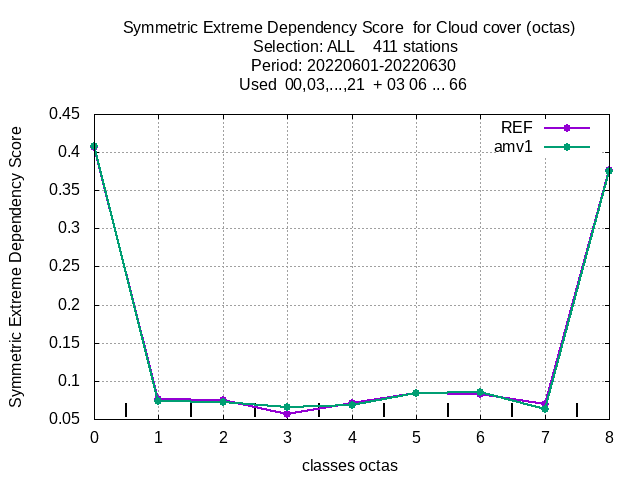 Symmetric Extreme Dependency Score  for Cloud cover (octas)
Selection: ALL    411 stations
Period: 20220601-20220630
Used  00,03,...,21  + 03 06 ... 66
REF
amv1
Symmetric Extreme Dependency Score
0.45
0.4
0.35
0.3
0.25
0.2
0.15
0.1
0.05
0 1 2 3 4 5 6 7 8
classes octas